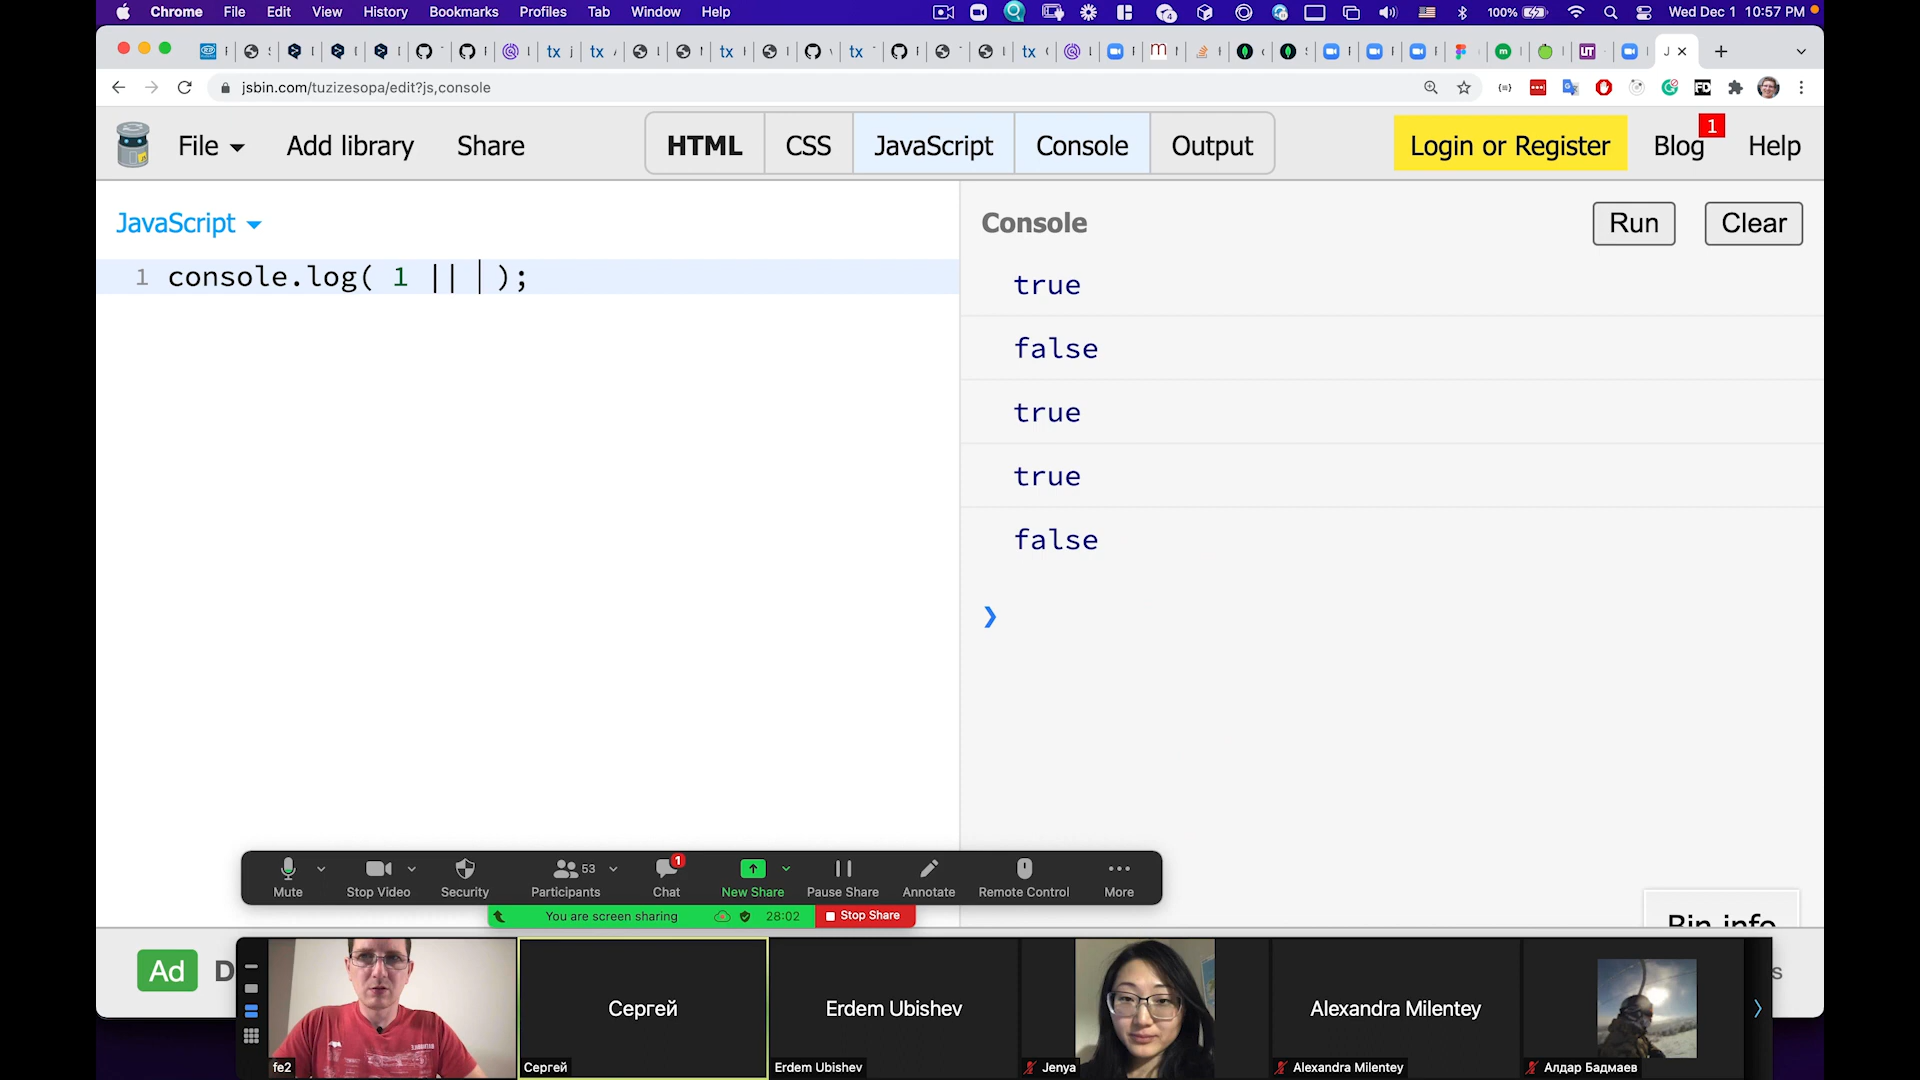 Chrome File Edit View History Bookmarks Profiles Tab Window Help 100% Wed Dec 1 10:57 PM
jsbin.com/tuzizesopa/edit?js,console
File Add library Share HTML CSS JavaScript Console Output Login or Register Blog 1 Help
JavaScript
1 console.log( 1 || );
Console Run Clear
true
false
true
true
false
Bin info
Mute Stop Video Security Participants 53 Chat 1 New Share Pause Share Annotate Remote Control More
You are screen sharing 28:02 Stop Share
Ad D
Сергей Erdem Ubishev Alexandra Milentey
fe2 Сергей Erdem Ubishev Jenya Alexandra Milentey Алдар Бадмаев